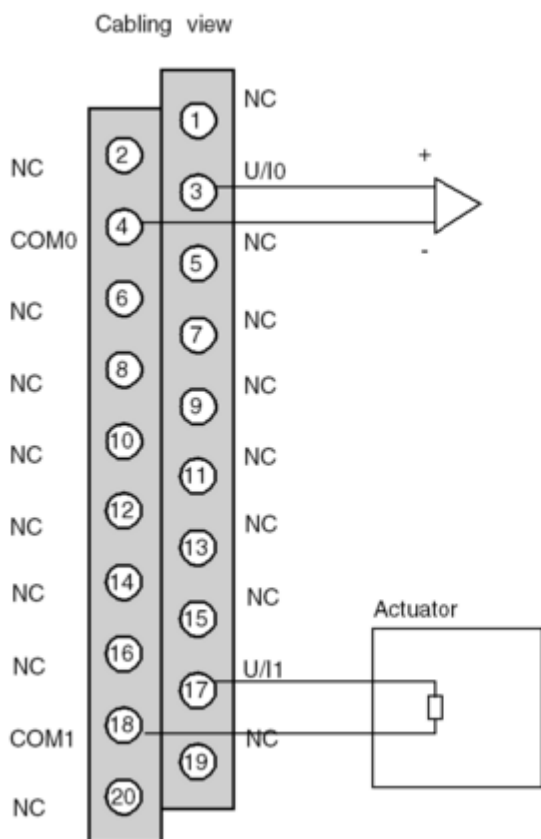 Cabling view
NC
1
2
NC
U/I0
+
3
4
COM0
NC
-
5
6
NC
NC
7
8
NC
NC
9
10
NC
NC
11
12
NC
NC
13
14
NC
NC
15
Actuator
16
NC
U/I1
17
18
COM1
NC
19
20
NC